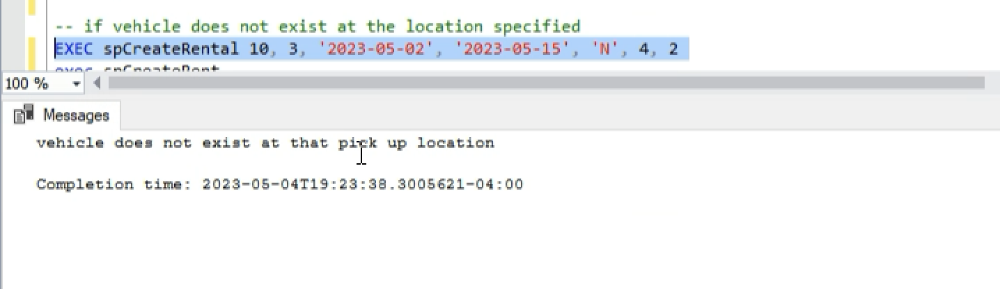 -- if vehicle does not exist at the location specified
EXEC spCreateRental 10, 3, '2023-05-02', '2023-05-15', 'N', 4, 2
exec spCreateRent
100 %
Messages
vehicle does not exist at that pick up location
Completion time: 2023-05-04T19:23:38.3005621-04:00